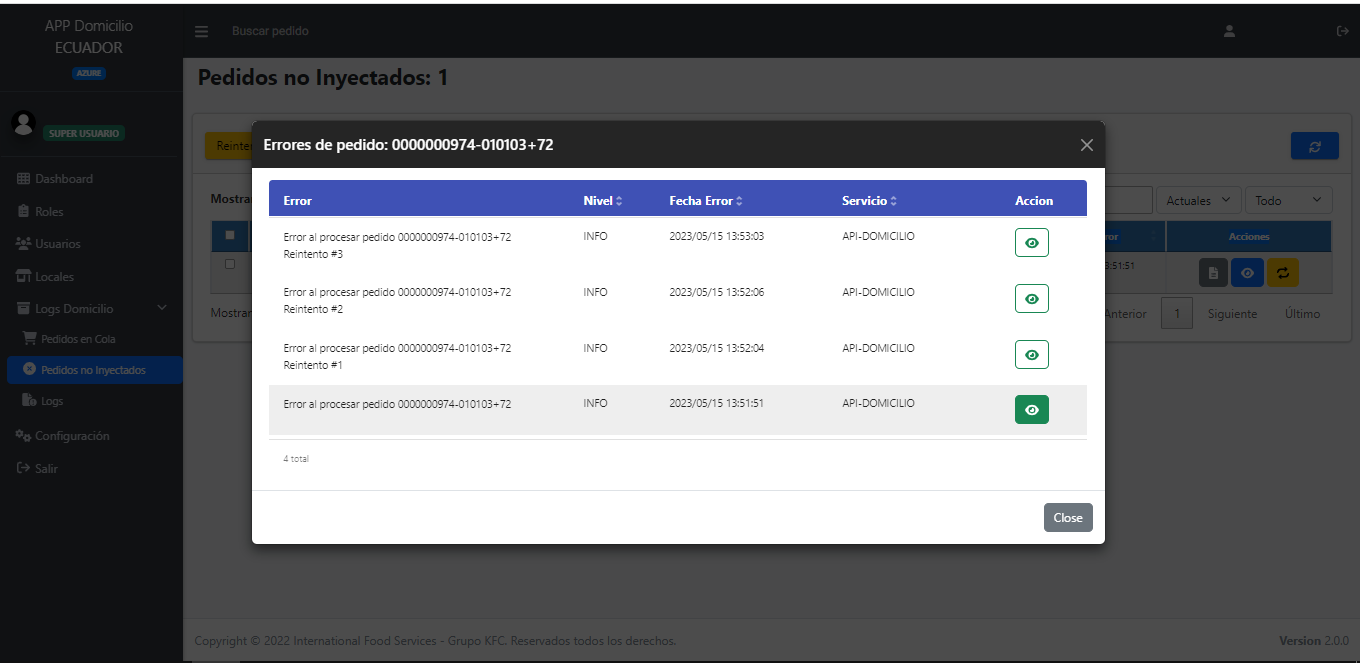 APP Domicilio
ECUADOR
AZURE
Buscar pedido
SUPER USUARIO
Dashboard
Roles
Usuarios
Locales
Logs Domicilio
Pedidos en Cola
Pedidos no Inyectados
Logs
Configuración
Salir
Pedidos no Inyectados: 1
Reinte
Mostra
Actuales
Todo
ror
Acciones
3:51:51
Mostrar
Anterior
1
Siguiente
Último
Errores de pedido: 0000000974-010103+72
Error Nivel Fecha Error Servicio Accion
Error al procesar pedido 0000000974-010103+72 INFO 2023/05/15 13:53:03 API-DOMICILIO
Reintento #3
Error al procesar pedido 0000000974-010103+72 INFO 2023/05/15 13:52:06 API-DOMICILIO
Reintento #2
Error al procesar pedido 0000000974-010103+72 INFO 2023/05/15 13:52:04 API-DOMICILIO
Reintento #1
Error al procesar pedido 0000000974-010103+72 INFO 2023/05/15 13:51:51 API-DOMICILIO
4 total
Close
Copyright © 2022 International Food Services - Grupo KFC. Reservados todos los derechos.
Version 2.0.0